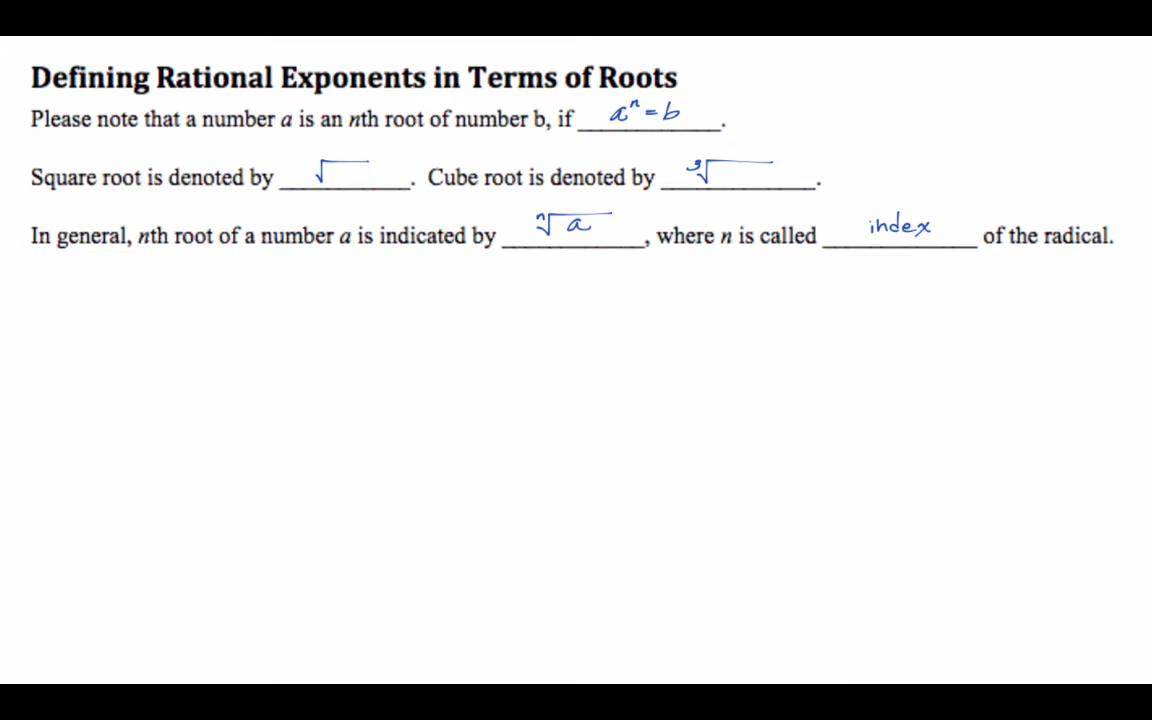 Defining Rational Exponents in Terms of Roots
Please note that a number a is an nth root of number b, if aⁿ = b.
Square root is denoted by √. Cube root is denoted by ∛.
In general, nth root of a number a is indicated by ⁿ√a, where n is called index of the radical.